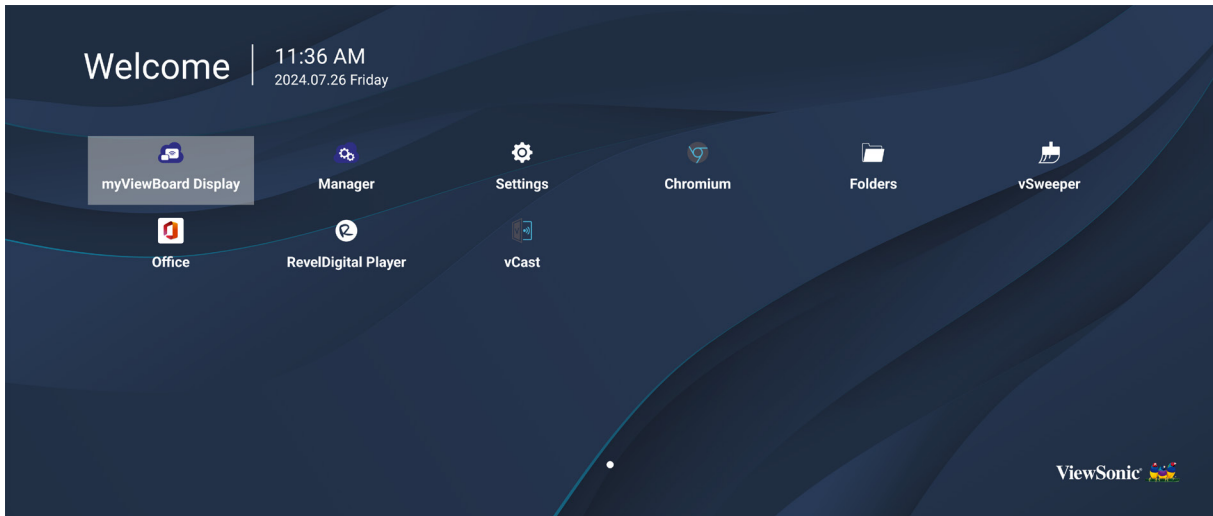 Welcome
11:36 AM
2024.07.26 Friday
myViewBoard Display
Manager
Settings
Chromium
Folders
vSweeper
Office
RevelDigital Player
vCast
ViewSonic